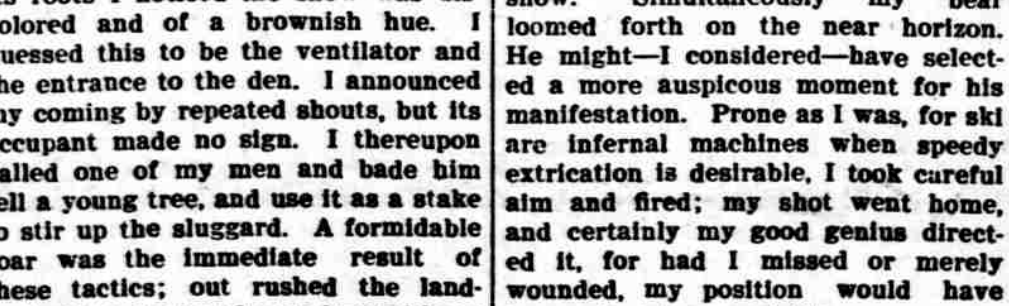 olored and of a brownish hue. I
uessed this to be the ventilator and
he entrance to the den. I announced
ny coming by repeated shouts, but its
ccupant made no sign. I thereupon
alled one of my men and bade him
ell a young tree, and use it as a stake
o stir up the sluggard. A formidable
oar was the immediate result of
hese tactics; out rushed the land-
loomed forth on the near horizon.
He might—I considered—have select-
ed a more auspicous moment for his
manifestation. Prone as I was, for ski
are infernal machines when speedy
extrication is desirable, I took careful
aim and fired; my shot went home,
and certainly my good genius direct-
ed it, for had I missed or merely
wounded, my position would have